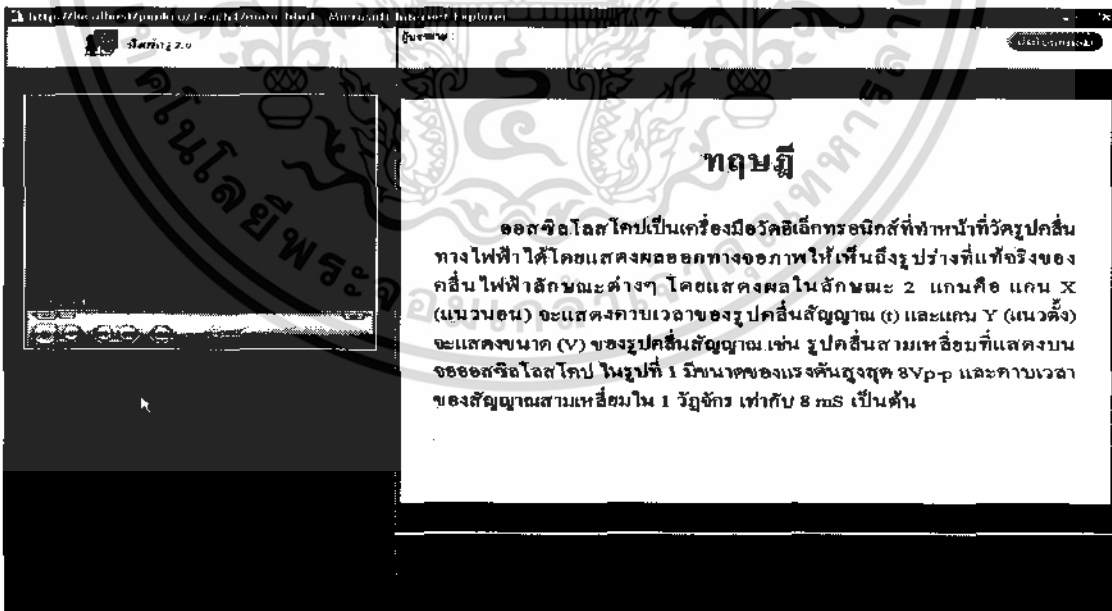 ผู้บรรยาย :
ทฤษฎี
ออสซิลโลสโคปเป็นเครื่องมือวัดอิเล็กทรอนิกส์ที่ทำหน้าที่วัดรูปคลื่น
ทางไฟฟ้าได้โดยแสดงผลออกทางจอภาพให้เห็นถึงรูปร่างที่แท้จริงของ
คลื่นไฟฟ้าลักษณะต่างๆ โดยแสดงผลในลักษณะ 2 แกนคือ แกน X
(แนวนอน) จะแสดงคาบเวลาของรูปคลื่นสัญญาณ (t) และแกน Y (แนวตั้ง)
จะแสดงขนาด (V) ของรูปคลื่นสัญญาณ เช่น รูปคลื่นสามเหลี่ยมที่แสดงบน
จอออสซิลโลสโคป ในรูปที่ 1 มีขนาดของแรงดันสูงสุด 8Vp-p และคาบเวลา
ของสัญญาณสามเหลี่ยมใน 1 วัฏจักร เท่ากับ 8 mS เป็นต้น